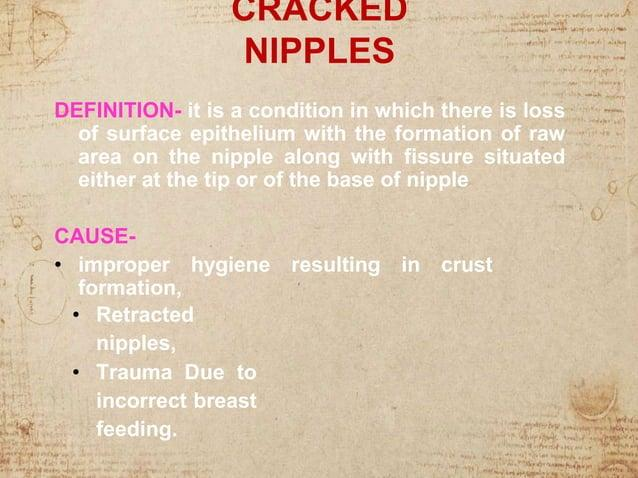 CRACKED
NIPPLES
DEFINITION- it is a condition in which there is loss
of surface epithelium with the formation of raw
area on the nipple along with fissure situated
either at the tip or of the base of nipple
CAUSE-
• improper hygiene resulting in crust
formation,
• Retracted
nipples,
• Trauma Due to
incorrect breast
feeding.